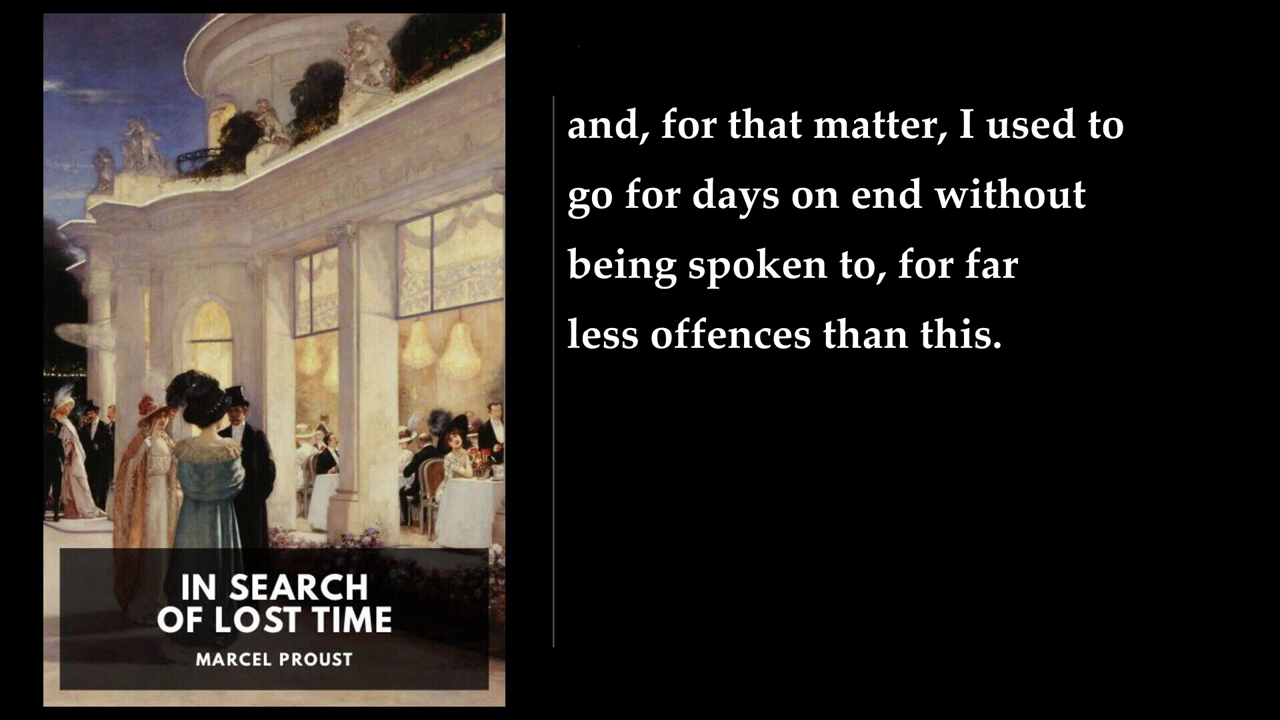 and, for that matter, I used to
go for days on end without
being spoken to, for far
less offences than this.
IN SEARCH
OF LOST TIME
MARCEL PROUST